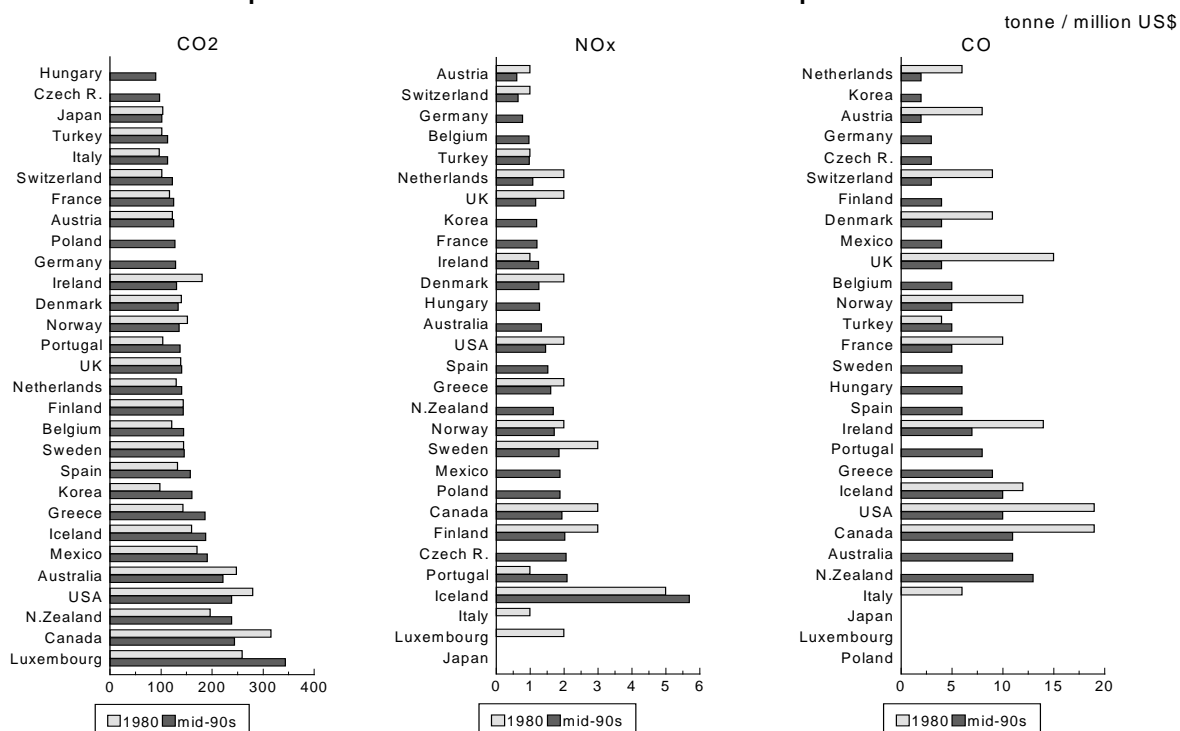 tonne / million US$
CO2
Hungary
Czech R.
Japan
Turkey
Italy
Switzerland
France
Austria
Poland
Germany
Ireland
Denmark
Norway
Portugal
UK
Netherlands
Finland
Belgium
Sweden
Spain
Korea
Greece
Iceland
Mexico
Australia
USA
N.Zealand
Canada
Luxembourg
0 100 200 300 400
1980 mid-90s
NOx
Austria
Switzerland
Germany
Belgium
Turkey
Netherlands
UK
Korea
France
Ireland
Denmark
Hungary
Australia
USA
Spain
Greece
N.Zealand
Norway
Sweden
Mexico
Poland
Canada
Finland
Czech R.
Portugal
Iceland
Italy
Luxembourg
Japan
0 1 2 3 4 5 6
1980 mid-90s
CO
Netherlands
Korea
Austria
Germany
Czech R.
Switzerland
Finland
Denmark
Mexico
UK
Belgium
Norway
Turkey
France
Sweden
Hungary
Spain
Ireland
Portugal
Greece
Iceland
USA
Canada
Australia
N.Zealand
Italy
Japan
Luxembourg
Poland
0 5 10 15 20
1980 mid-90s